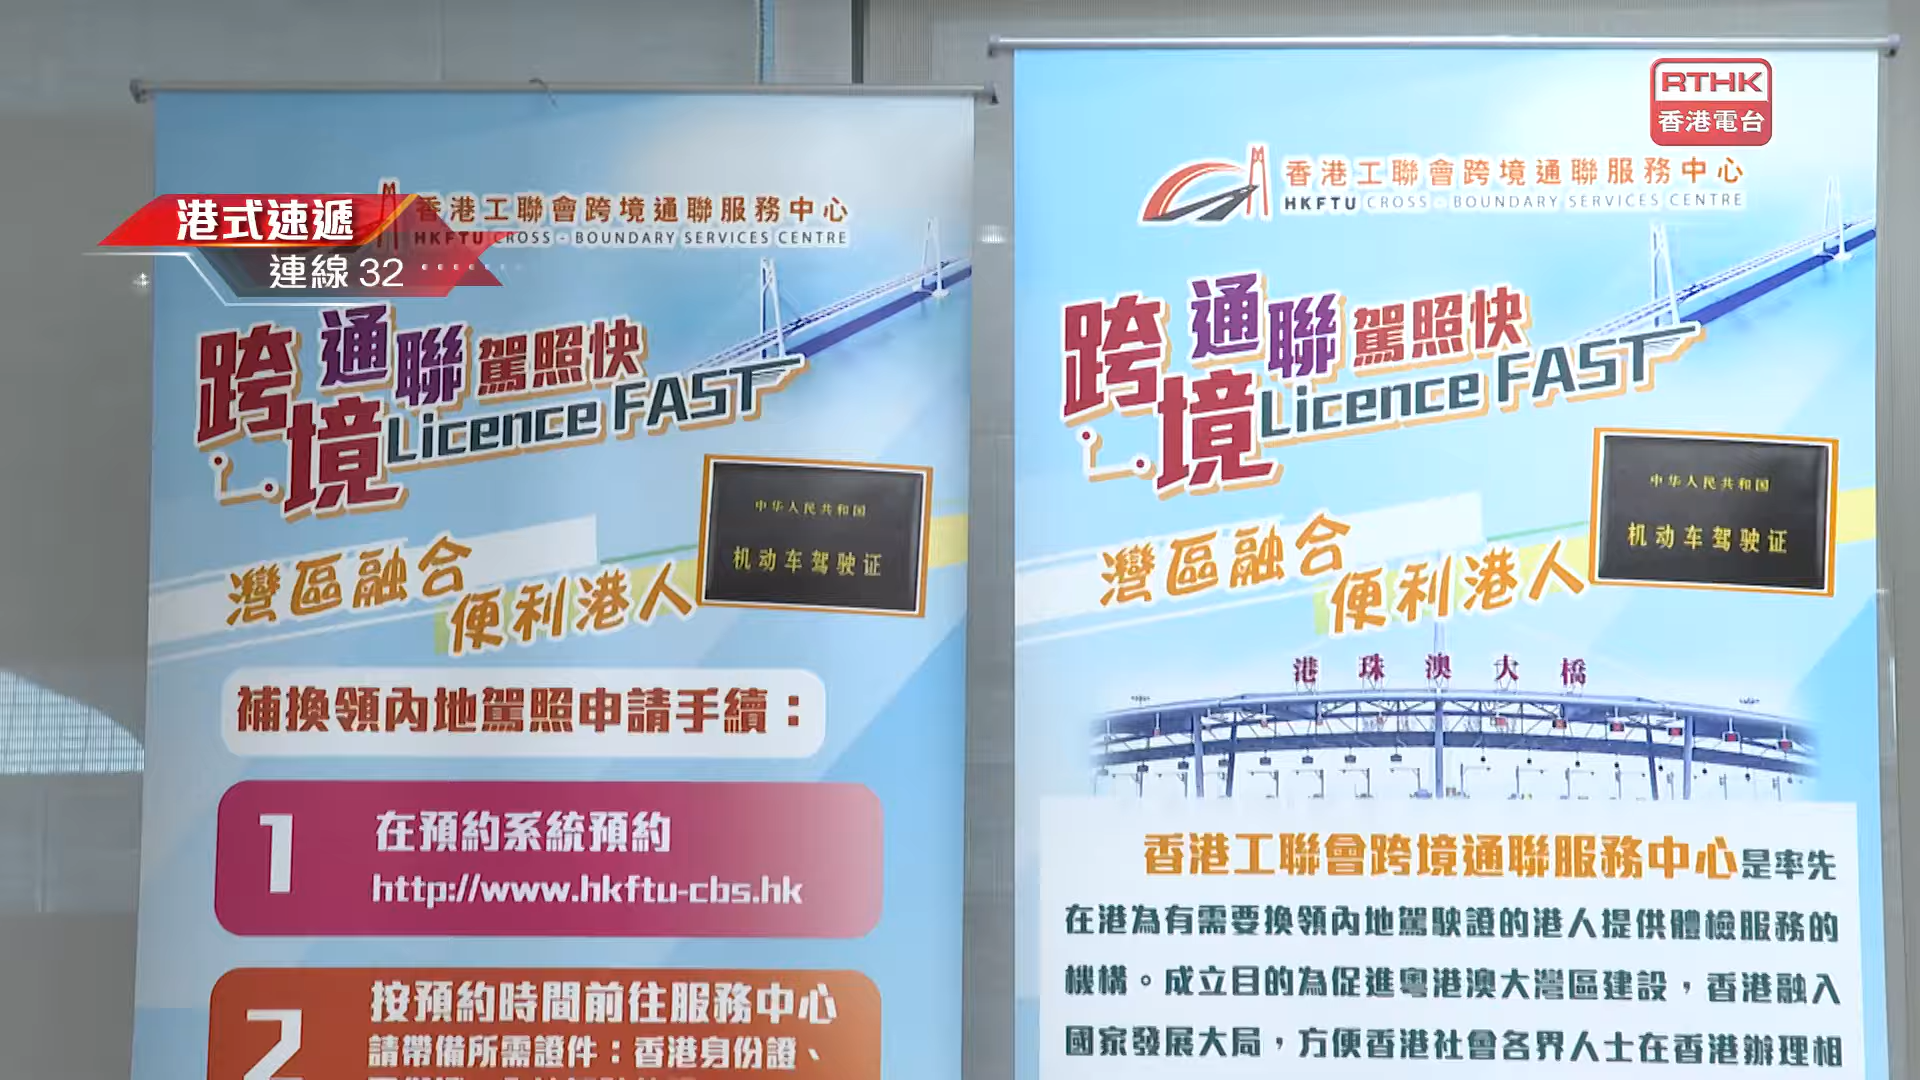 RTHK
香港電台
港式速遞
連線 32
香港工聯會跨境通聯服務中心
HKFTU CROSS - BOUNDARY SERVICES CENTRE
跨境通聯駕照快
Licence FAST
中华人民共和国
机动车驾驶证
灣區融合
便利港人
補換領內地駕照申請手續：
1
在預約系統預約
http://www.hkftu-cbs.hk
2
按預約時間前往服務中心
請帶備所需證件：香港身份證、
香港工聯會跨境通聯服務中心
HKFTU CROSS - BOUNDARY SERVICES CENTRE
跨境通聯駕照快
Licence FAST
中华人民共和国
机动车驾驶证
灣區融合
便利港人
港珠澳大橋
香港工聯會跨境通聯服務中心是率先
在港為有需要換領內地駕駛證的港人提供體檢服務的
機構。成立目的為促進粵港澳大灣區建設，香港融入
國家發展大局，方便香港社會各界人士在香港辦理相